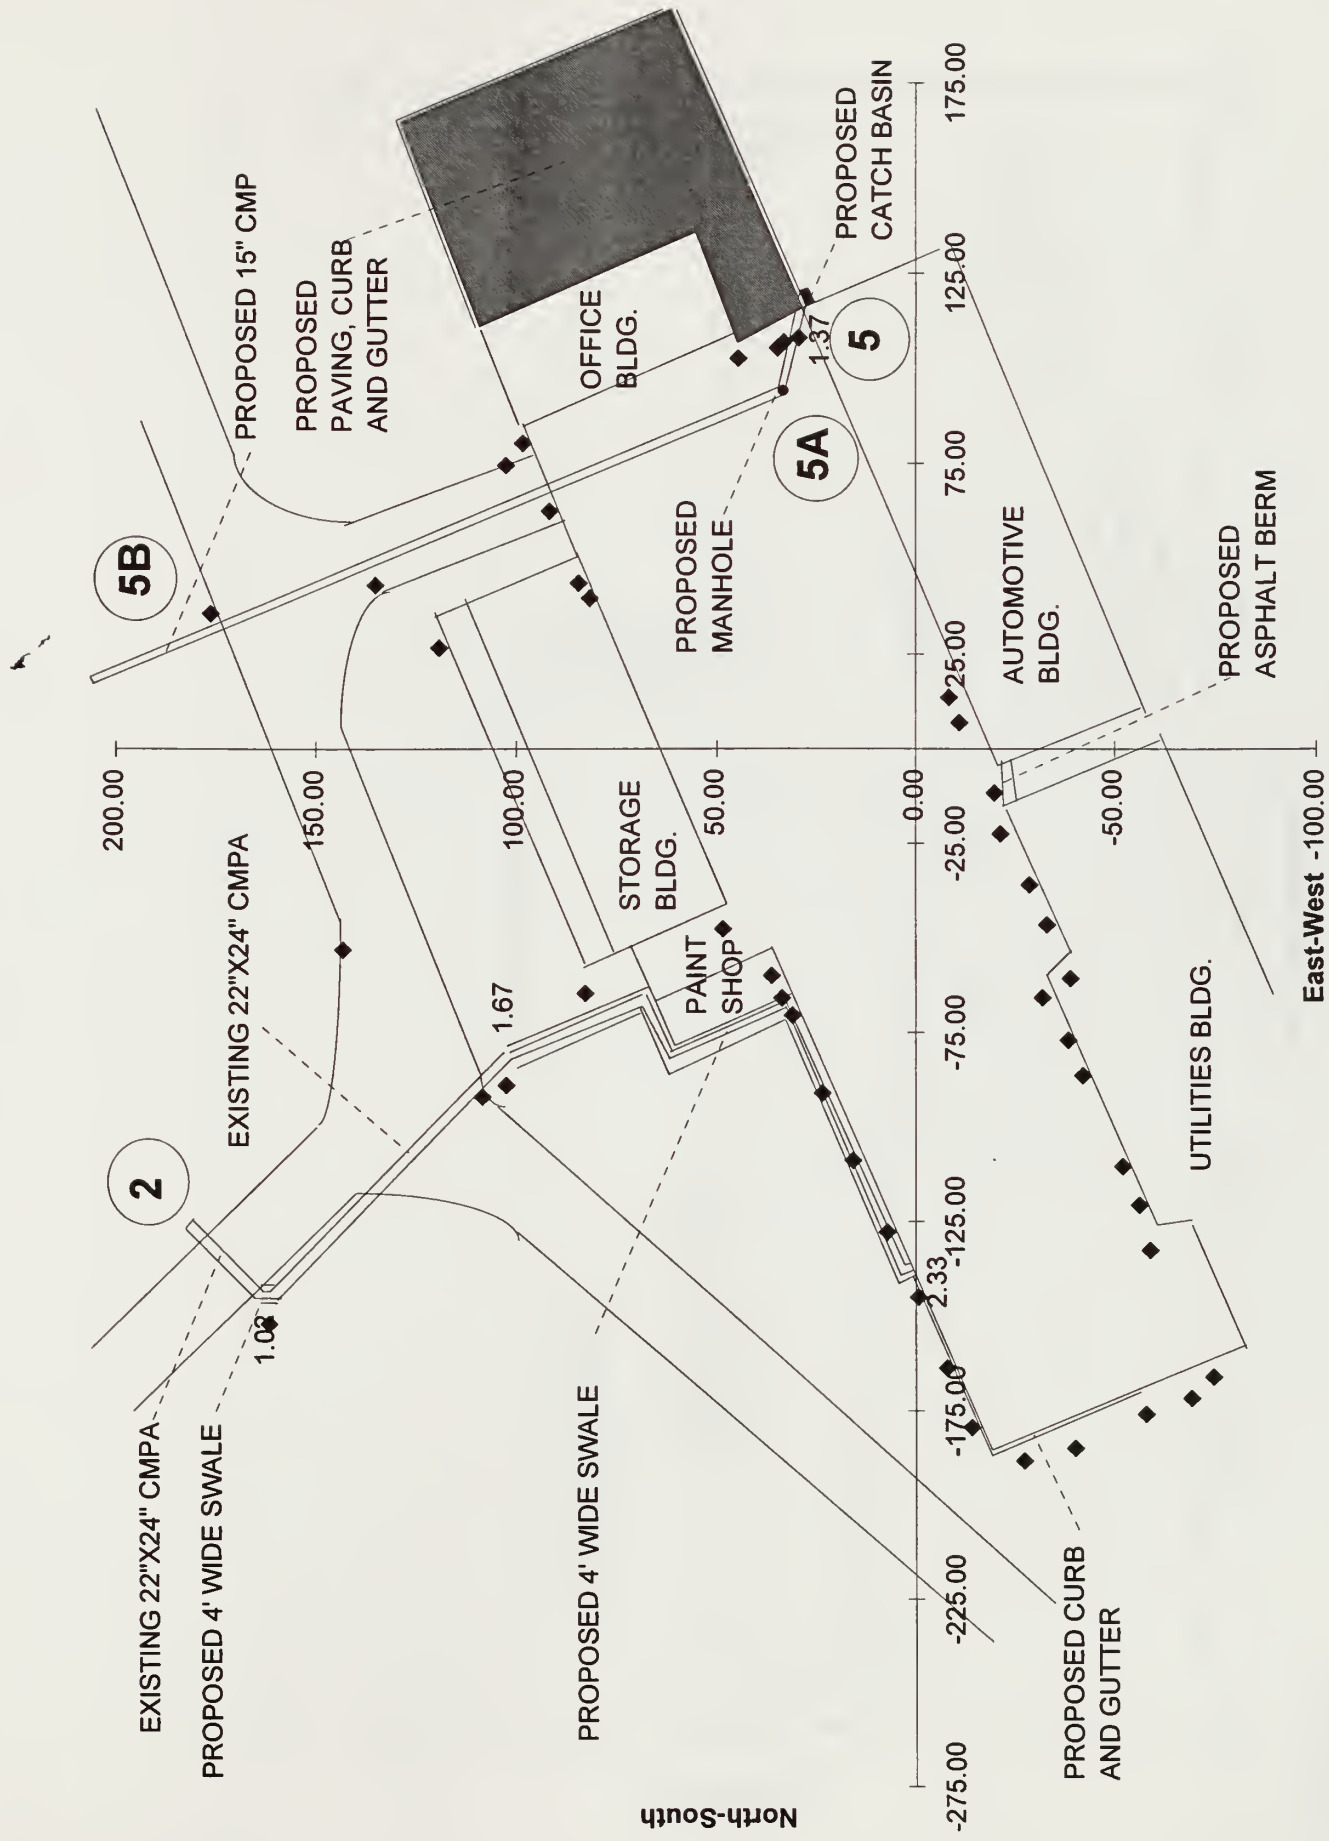 200.00
150.00
100.00
50.00
0.00
-50.00
-100.00
East-West
North-South
-275.00
-225.00
-175.00
-125.00
-75.00
-25.00
25.00
75.00
125.00
175.00
EXISTING 22"X24" CMPA
PROPOSED 4' WIDE SWALE
2
1.02
EXISTING 22"X24" CMPA
1.67
PROPOSED 4' WIDE SWALE
2.33
PROPOSED CURB
AND GUTTER
5B
PROPOSED 15" CMP
PROPOSED
PAVING, CURB
AND GUTTER
OFFICE
BLDG.
STORAGE
BLDG.
PAINT
SHOP
PROPOSED
MANHOLE
5A
1.37
5
PROPOSED
CATCH BASIN
AUTOMOTIVE
BLDG.
PROPOSED
ASPHALT BERM
UTILITIES BLDG.